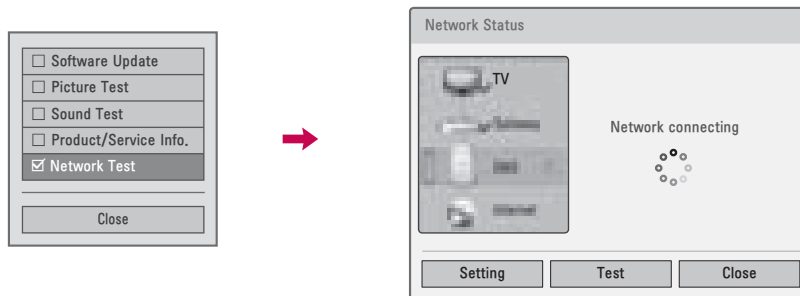 Software Update
Picture Test
Sound Test
Product/Service Info.
Network Test
Close
Network Status
TV
Network connecting
Setting
Test
Close